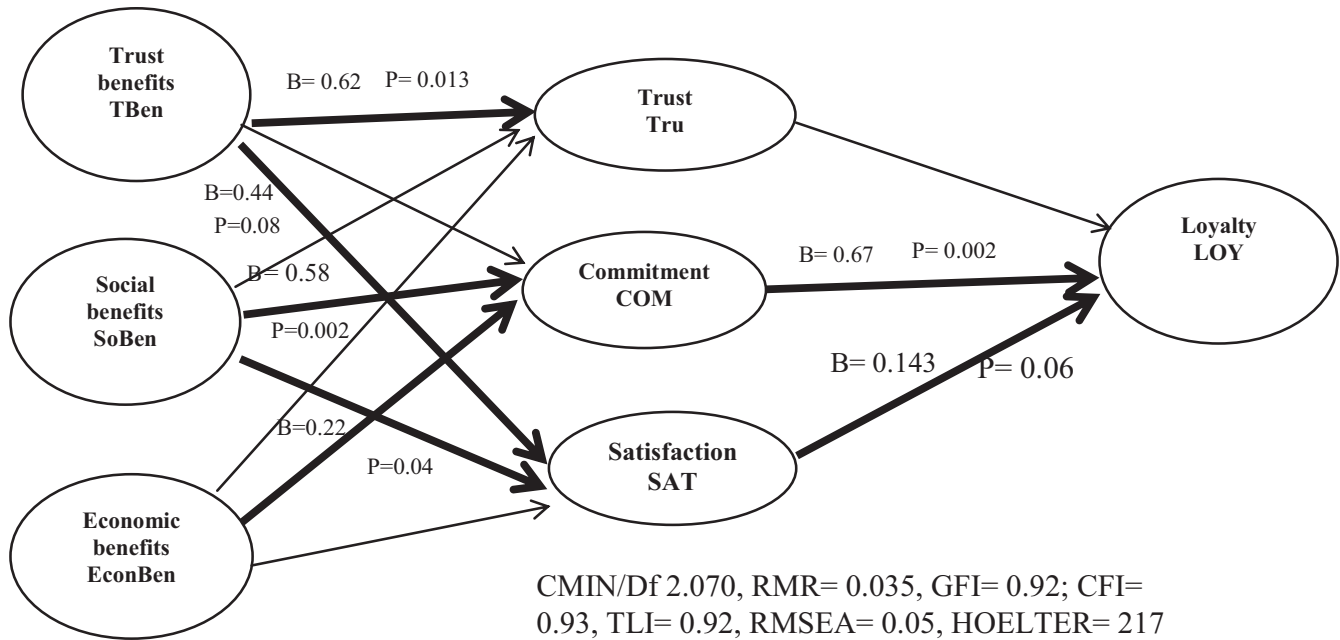 Trust
benefits
TBen
B= 0.62 P= 0.013
Trust
Tru
B=0.44
P=0.08
Loyalty
LOY
Social
benefits
SoBen
B= 0.58
P=0.002
Commitment
COM
B= 0.67 P= 0.002
B= 0.143 P= 0.06
B=0.22
P=0.04
Satisfaction
SAT
Economic
benefits
EconBen
CMIN/Df 2.070, RMR= 0.035, GFI= 0.92; CFI=
0.93, TLI= 0.92, RMSEA= 0.05, HOELTER= 217